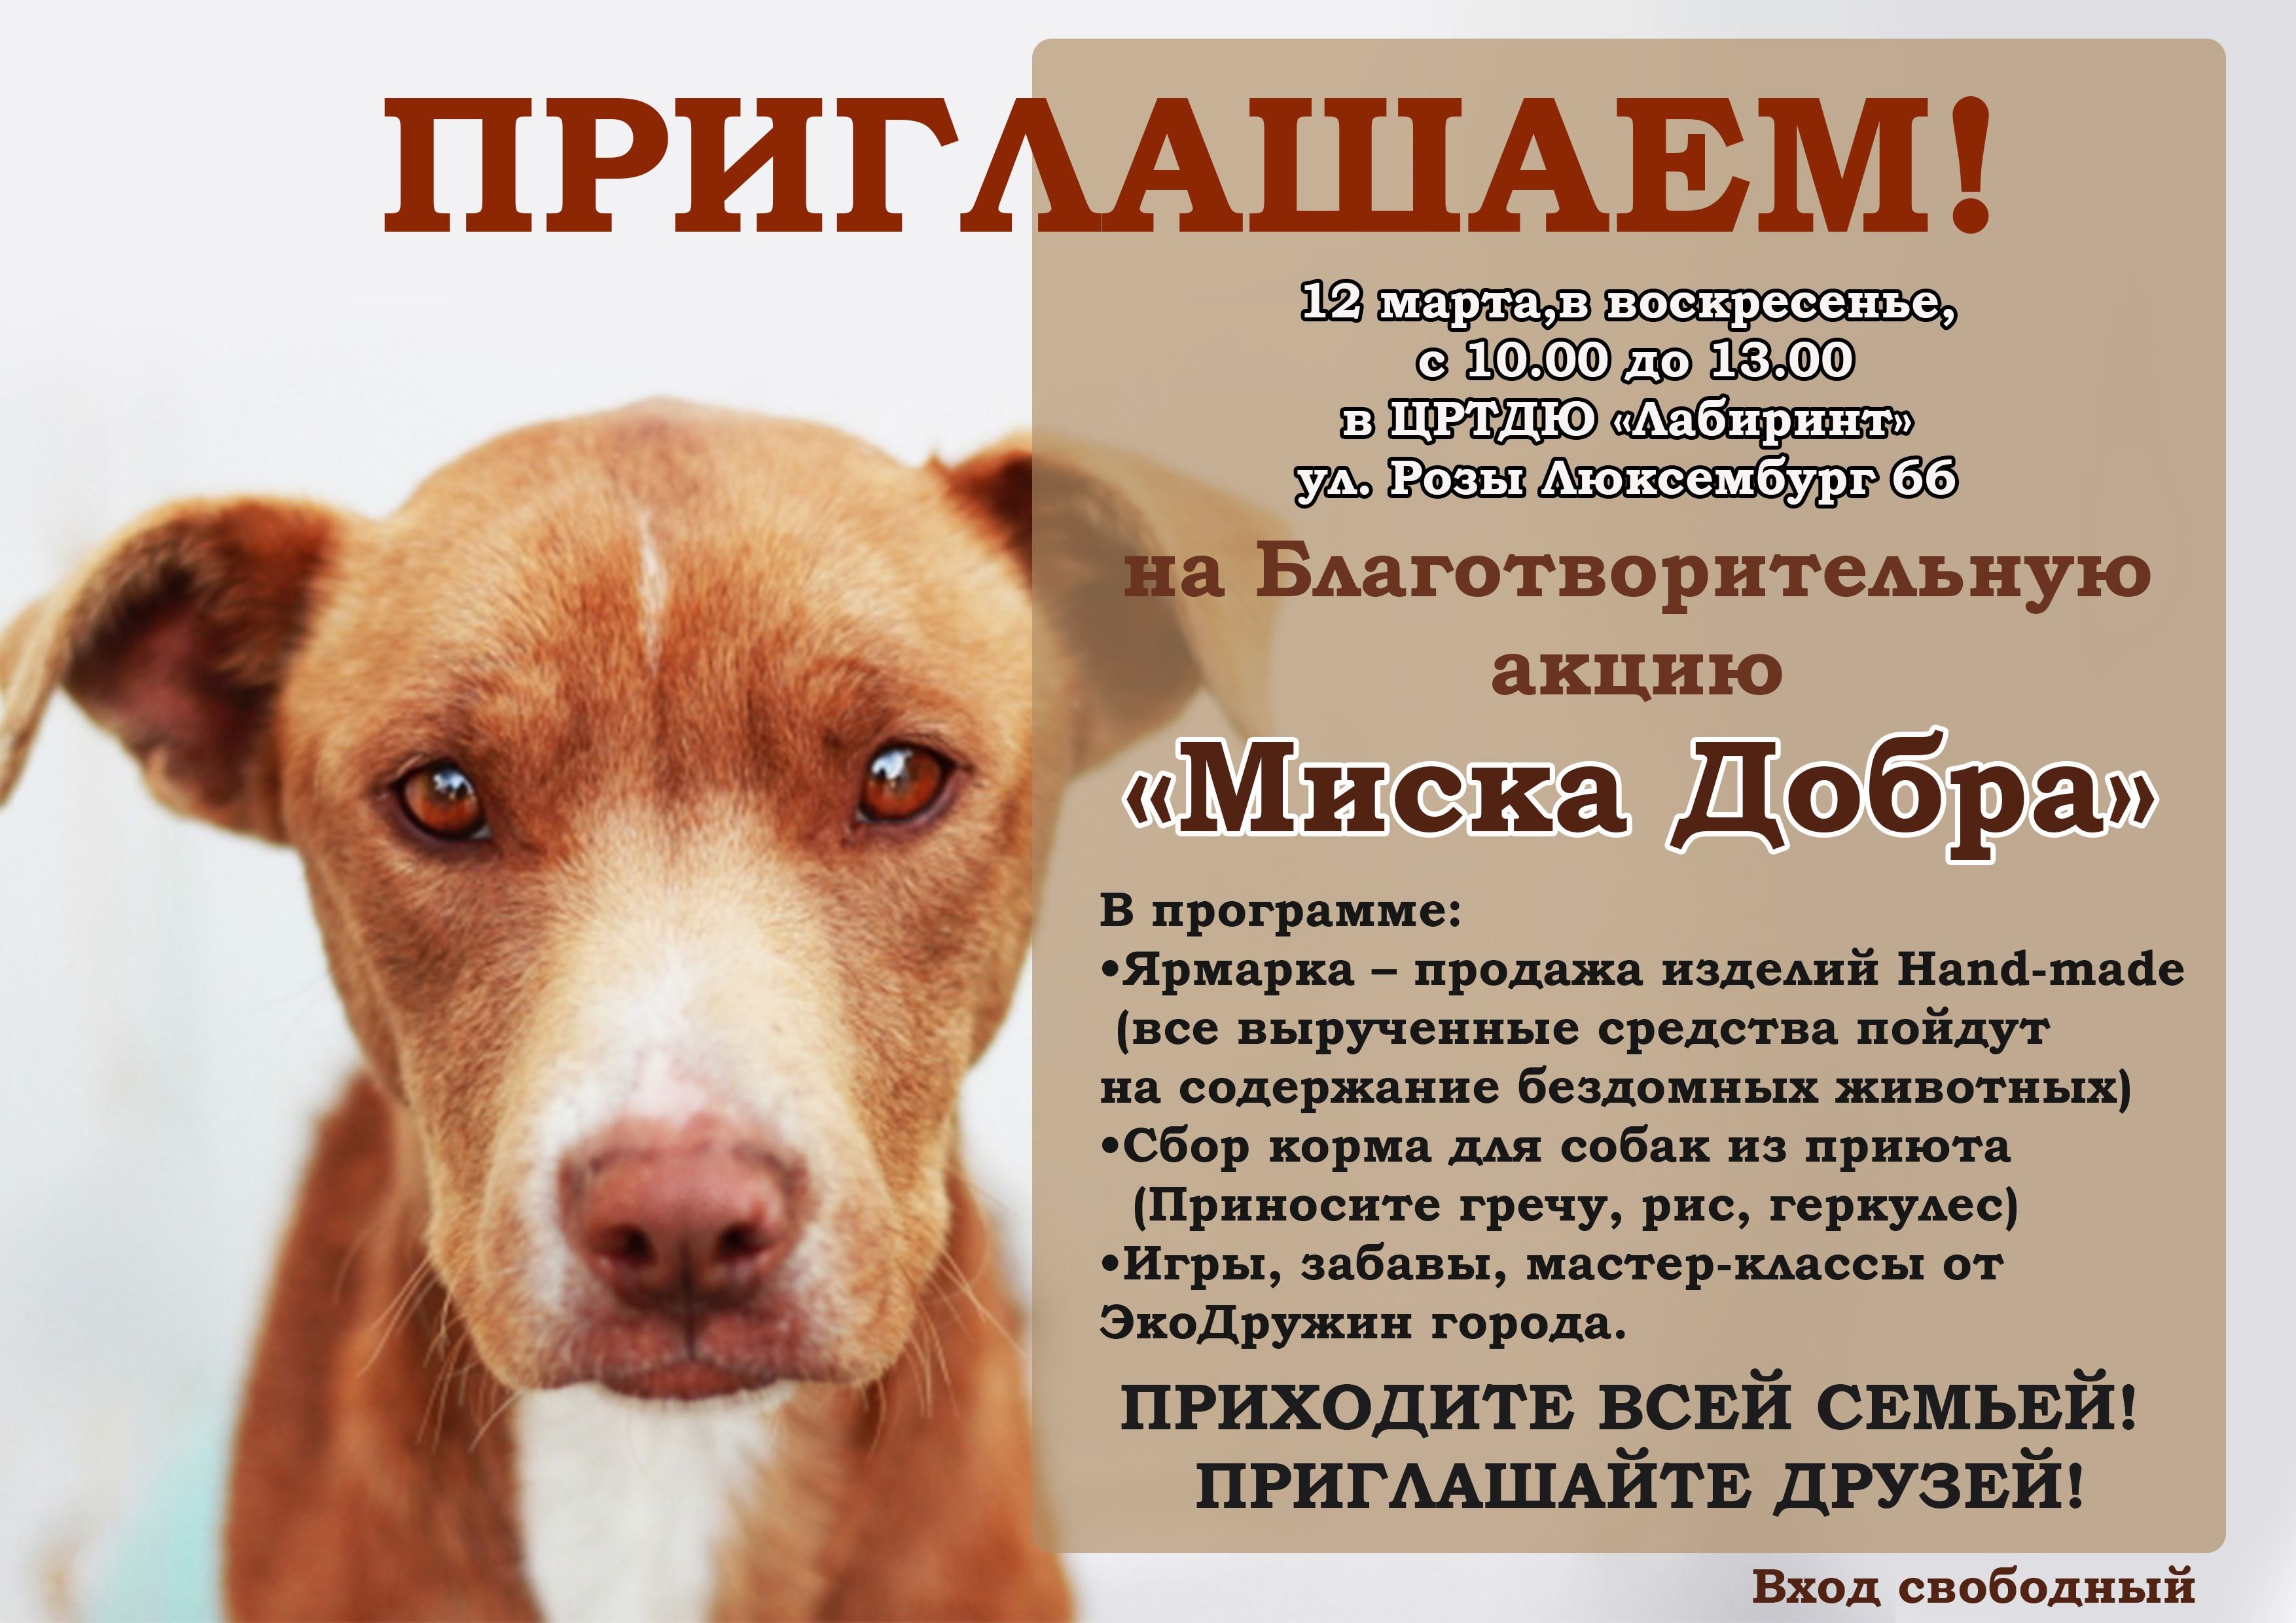 ПРИГЛАШАЕМ!
12 марта,в воскресенье,
с 10.00 до 13.00
в ЦРТДЮ «Лабиринт»
ул. Розы Люксембург 66
на Благотворительную
акцию
«Миска Добра»
В программе:
•Ярмарка – продажа изделий Hand-made
(все вырученные средства пойдут
на содержание бездомных животных)
•Сбор корма для собак из приюта
(Приносите гречу, рис, геркулес)
•Игры, забавы, мастер-классы от
ЭкоДружин города.
ПРИХОДИТЕ ВСЕЙ СЕМЬЕЙ!
ПРИГЛАШАЙТЕ ДРУЗЕЙ!
Вход свободный